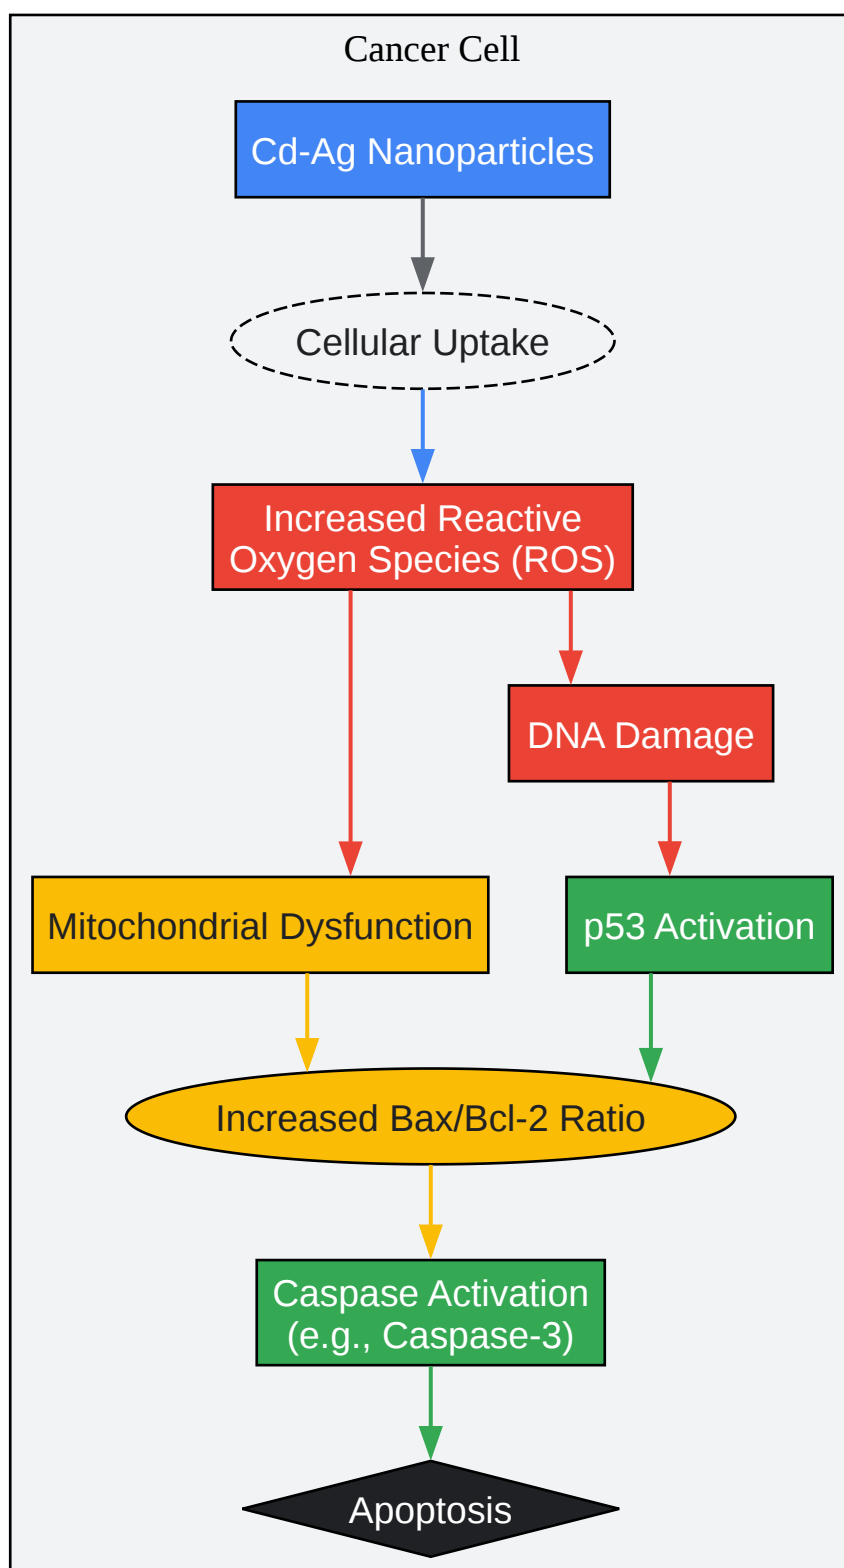 Cancer Cell
Cd-Ag Nanoparticles
Cellular Uptake
Increased Reactive
Oxygen Species (ROS)
DNA Damage
Mitochondrial Dysfunction
p53 Activation
Increased Bax/Bcl-2 Ratio
Caspase Activation
(e.g., Caspase-3)
Apoptosis